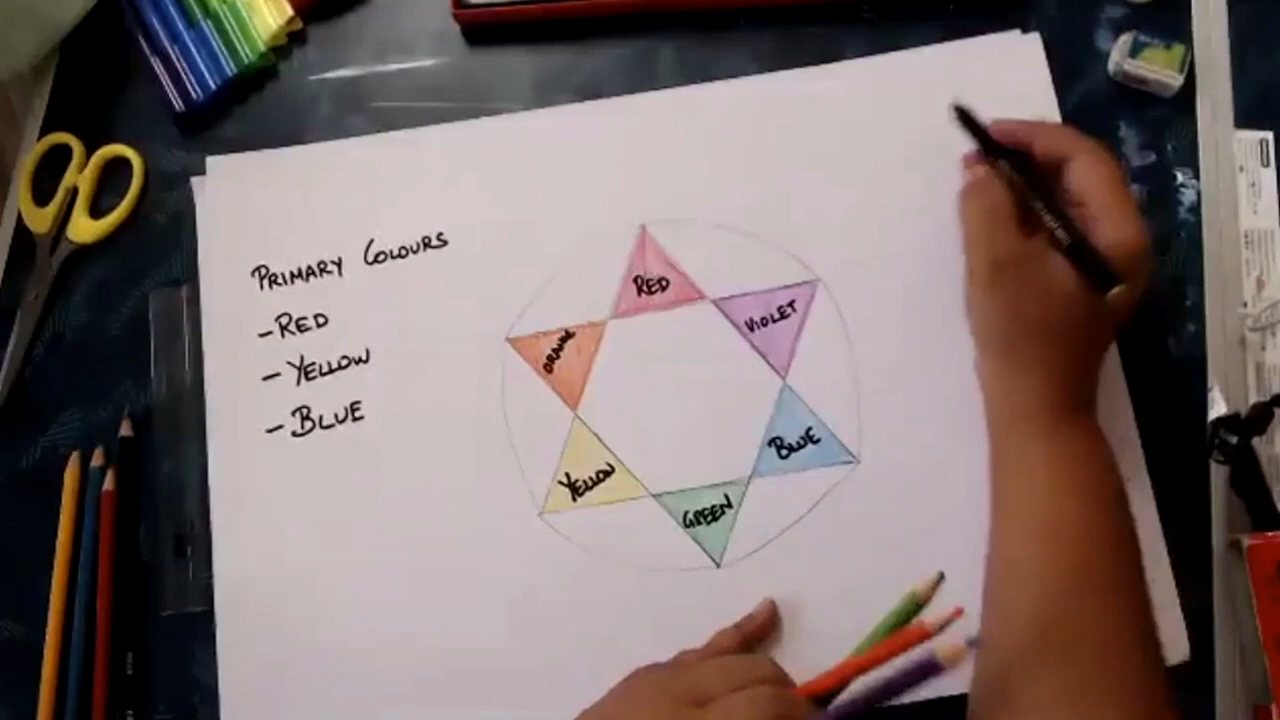 PRIMARY COLOURS
- RED
- YELLOW
- BLUE
RED
VIOLET
ORANGE
BLUE
YELLOW
GREEN